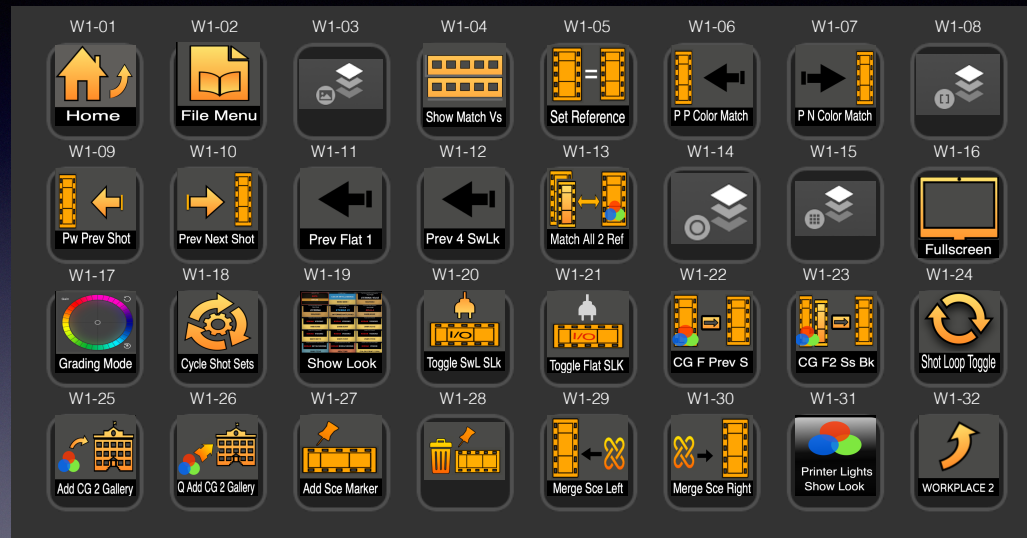 W1-01 W1-02 W1-03 W1-04 W1-05 W1-06 W1-07 W1-08
Home File Menu Show Match Vs Set Reference P P Color Match P N Color Match
W1-09 W1-10 W1-11 W1-12 W1-13 W1-14 W1-15 W1-16
Pw Prev Shot Prev Next Shot Prev Flat 1 Prev 4 SwLk Match All 2 Ref Fullscreen
W1-17 W1-18 W1-19 W1-20 W1-21 W1-22 W1-23 W1-24
I/O I/O
Grading Mode Cycle Shot Sets Show Look Toggle SwL SLk Toggle Flat SLK CG F Prev S CG F2 Ss Bk Shot Loop Toggle
W1-25 W1-26 W1-27 W1-28 W1-29 W1-30 W1-31 W1-32
Add CG 2 Gallery Q Add CG 2 Gallery Add Sce Marker Merge Sce Left Merge Sce Right Printer Lights
Show Look WORKPLACE 2